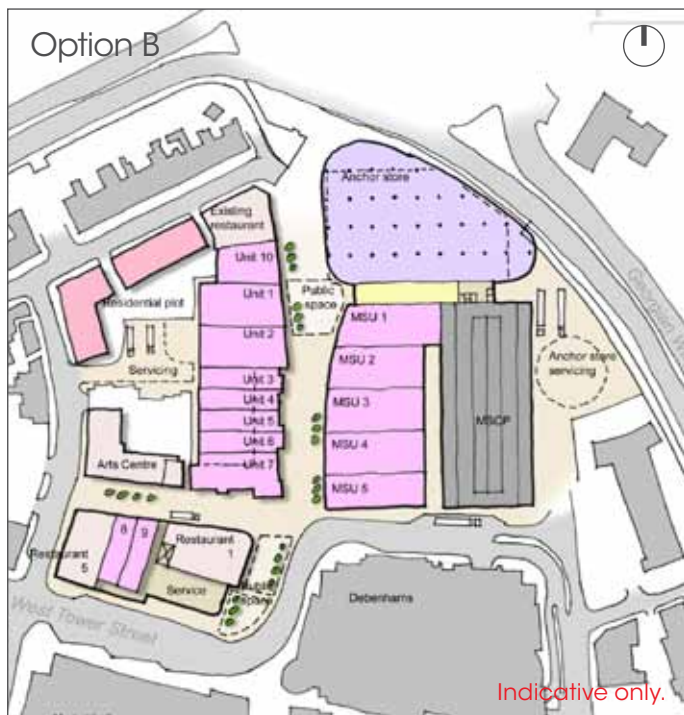 Option B
Anchor store
Existing
restaurant
Unit 10
Unit 1
Public
space
MSU 1
Residential plot
Unit 2
MSU 2
Servicing
Anchor store
servicing
Unit 3
MSU 3
Unit 4
Unit 5
MSCP
Unit 6
MSU 4
Arts Centre
Unit 7
MSU 5
8
9
Restaurant
1
Restaurant
5
Service
Public
space
Debenhams
West Tower Street
Indicative only.